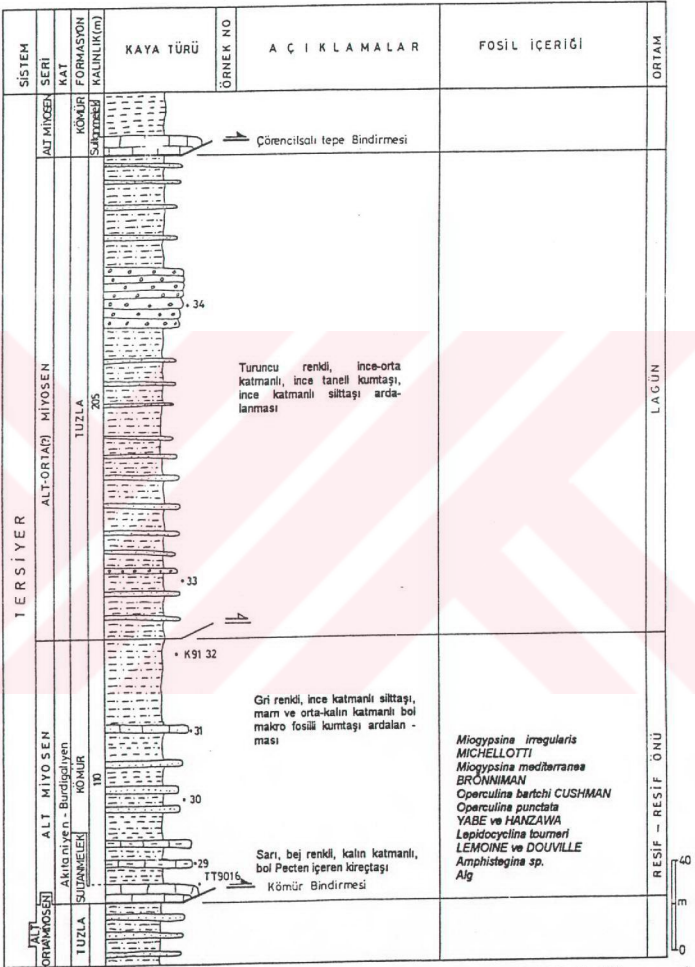 SİSTEM
SERİ
KAT
FORMASYON
KALINLIK(m)
KAYA TÜRÜ
ÖRNEK NO
AÇIKLAMALAR
FOSİL İÇERİĞİ
ORTAM
TERSİYER
ALT MİYOSEN
KÖMÜR
Sultanmelek
Çörencilsalı tepe Bindirmesi
ALT-ORTA(?) MİYOSEN
TUZLA
205
34
Turuncu renkli, ince-orta
katmanlı, ince taneli kumtaşı,
ince katmanlı silttaşı arda-
lanması
LAGÜN
33
K91 32
ALT MİYOSEN
Akitaniyen - Burdigaliyen
KÖMÜR
SULTANMELEK
110
Gri renkli, ince katmanlı silttaşı,
marn ve orta-kalın katmanlı bol
makro fosilli kumtaşı ardalan -
ması
31
30
29
TT9016
Miogypsina irregularis
MICHELLOTTI
Miogypsina mediterranea
BRÖNNIMAN
Operculina bartchi CUSHMAN
Operculina punctata
YABE ve HANZAWA
Lepidocyclina tourneri
LEMOINE ve DOUVILLE
Amphistegina sp.
Alg
RESİF - RESİF ÖNÜ
Sarı, bej renkli, kalın katmanlı,
bol Pecten içeren kireçtaşı
Kömür Bindirmesi
ALT
ORTA MİYOSEN
TUZLA
40
m
0